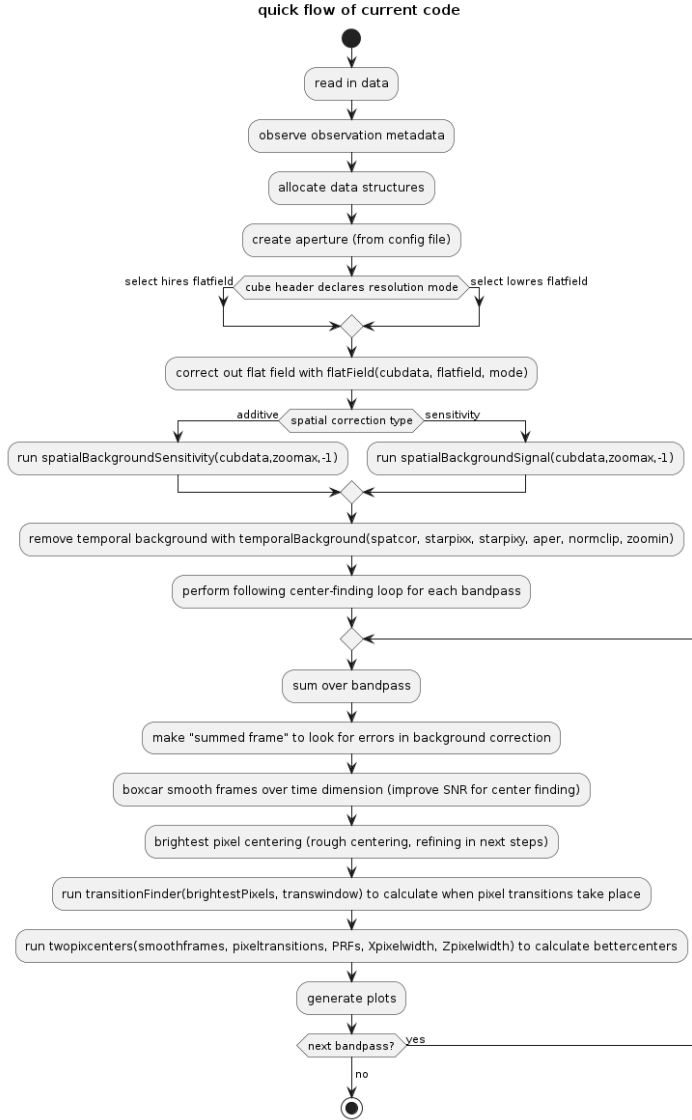 quick flow of current code
read in data
observe observation metadata
allocate data structures
create aperture (from config file)
select hires flatfield
cube header declares resolution mode
select lowres flatfield
correct out flat field with flatField(cubdata, flatfield, mode)
additive
spatial correction type
sensitivity
run spatialBackgroundSensitivity(cubdata,zoomax,-1)
run spatialBackgroundSignal(cubdata,zoomax,-1)
remove temporal background with temporalBackground(spatcor, starpixx, starpixy, aper, normclip, zoomin)
perform following center-finding loop for each bandpass
sum over bandpass
make "summed frame" to look for errors in background correction
boxcar smooth frames over time dimension (improve SNR for center finding)
brightest pixel centering (rough centering, refining in next steps)
run transitionFinder(brightestPixels, transwindow) to calculate when pixel transitions take place
run twopixcenters(smoothframes, pixeltransitions, PRFs, Xpixelwidth, Zpixelwidth) to calculate bettercenters
generate plots
next bandpass?
yes
no